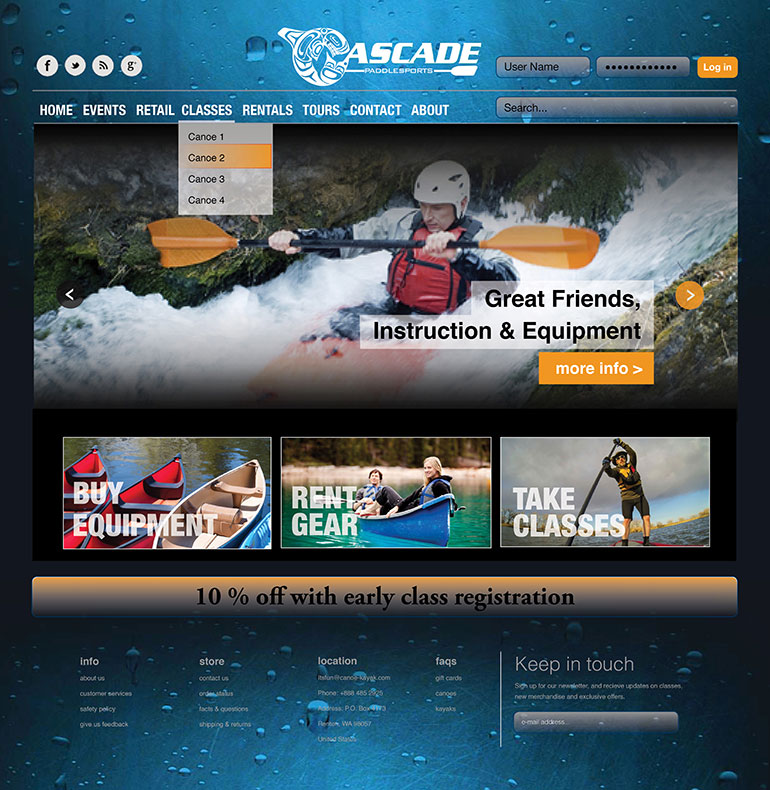 f
g+
CASCADE
PADDLESPORTS
User Name
Log in
HOME EVENTS RETAIL CLASSES RENTALS TOURS CONTACT ABOUT
Search...
Canoe 1
Canoe 2
Canoe 3
Canoe 4
<
>
Great Friends,
Instruction & Equipment
more info >
BUY
EQUIPMENT
RENT
GEAR
TAKE
CLASSES
10 % off with early class registration
info
about us
customer services
safety policy
give us feedback
store
contact us
order status
facts & questions
shipping & returns
location
itsfun@canoe-kayak.com
Phone: +888 485 2925
Address: P.O. Box
Renton, WA 98057
United States
faqs
gift cards
canoes
kayaks
Keep in touch
Sign up for our newsletter, and recieve updates on classes,
new merchandise and exclusive offers.
e-mail address...